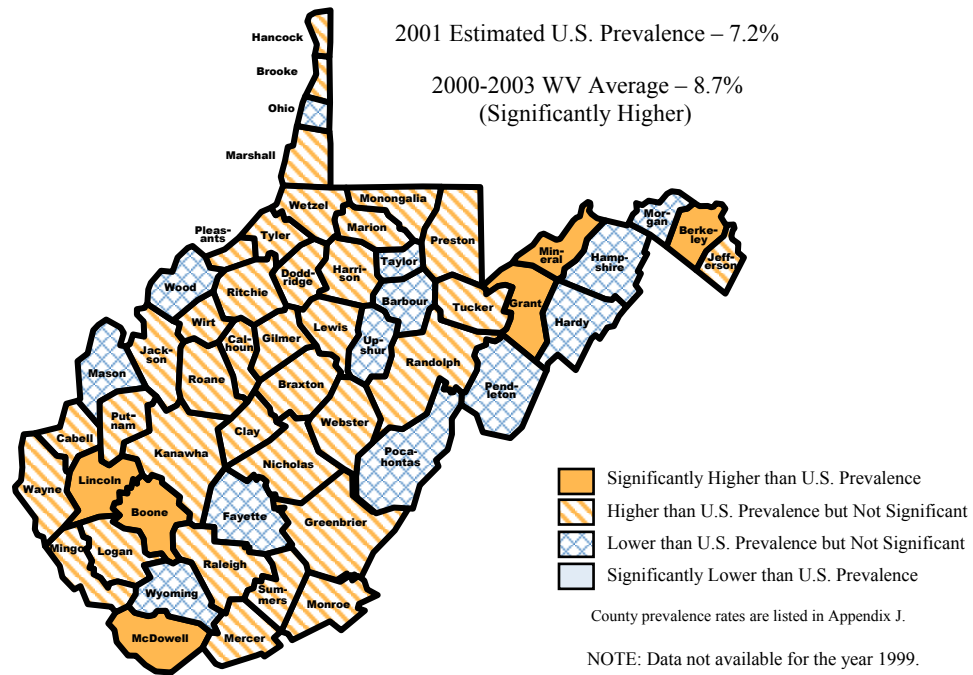 Hancock
2001 Estimated U.S. Prevalence – 7.2%
Brooke
2000-2003 WV Average – 8.7%
(Significantly Higher)
Ohio
Marshall
Wetzel
Monongalia
Marion
Pleas-
ants
Tyler
Preston
Mor-
gan
Berke-
ley
Jeff-
erson
Min-
eral
Hamp-
shire
Taylor
Dodd-
ridge
Harri-
son
Wood
Ritchie
Barbour
Tucker
Grant
Hardy
Wirt
Cal-
houn
Gilmer
Lewis
Up-
shur
Jack-
son
Randolph
Mason
Roane
Braxton
Pend-
leton
Put-
nam
Clay
Webster
Cabell
Kanawha
Nicholas
Poca-
hontas
Wayne
Lincoln
Boone
Fayette
Greenbrier
Mingo
Logan
Raleigh
Wyoming
Sum-
mers
Monroe
McDowell
Mercer
Significantly Higher than U.S. Prevalence
Higher than U.S. Prevalence but Not Significant
Lower than U.S. Prevalence but Not Significant
Significantly Lower than U.S. Prevalence
County prevalence rates are listed in Appendix J.
NOTE: Data not available for the year 1999.